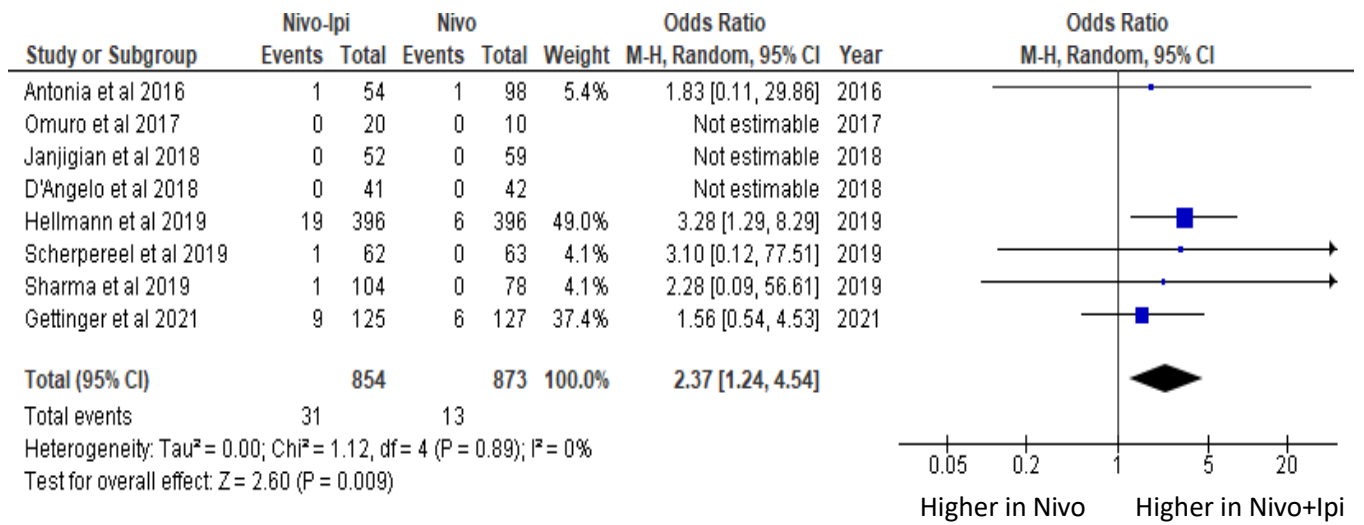 Nivo-Ipi Nivo Odds Ratio Odds Ratio
Study or Subgroup Events Total Events Total Weight M-H, Random, 95% CI Year M-H, Random, 95% CI
Antonia et al 2016 1 54 1 98 5.4% 1.83 [0.11, 29.86] 2016
Omuro et al 2017 0 20 0 10 Not estimable 2017
Janjigian et al 2018 0 52 0 59 Not estimable 2018
D'Angelo et al 2018 0 41 0 42 Not estimable 2018
Hellmann et al 2019 19 396 6 396 49.0% 3.28 [1.29, 8.29] 2019
Scherpereel et al 2019 1 62 0 63 4.1% 3.10 [0.12, 77.51] 2019
Sharma et al 2019 1 104 0 78 4.1% 2.28 [0.09, 56.61] 2019
Gettinger et al 2021 9 125 6 127 37.4% 1.56 [0.54, 4.53] 2021
Total (95% CI) 854 873 100.0% 2.37 [1.24, 4.54]
Total events 31 13
Heterogeneity: Tau² = 0.00; Chi² = 1.12, df = 4 (P = 0.89); I² = 0%
Test for overall effect: Z = 2.60 (P = 0.009)
0.05 0.2 1 5 20
Higher in Nivo Higher in Nivo+Ipi